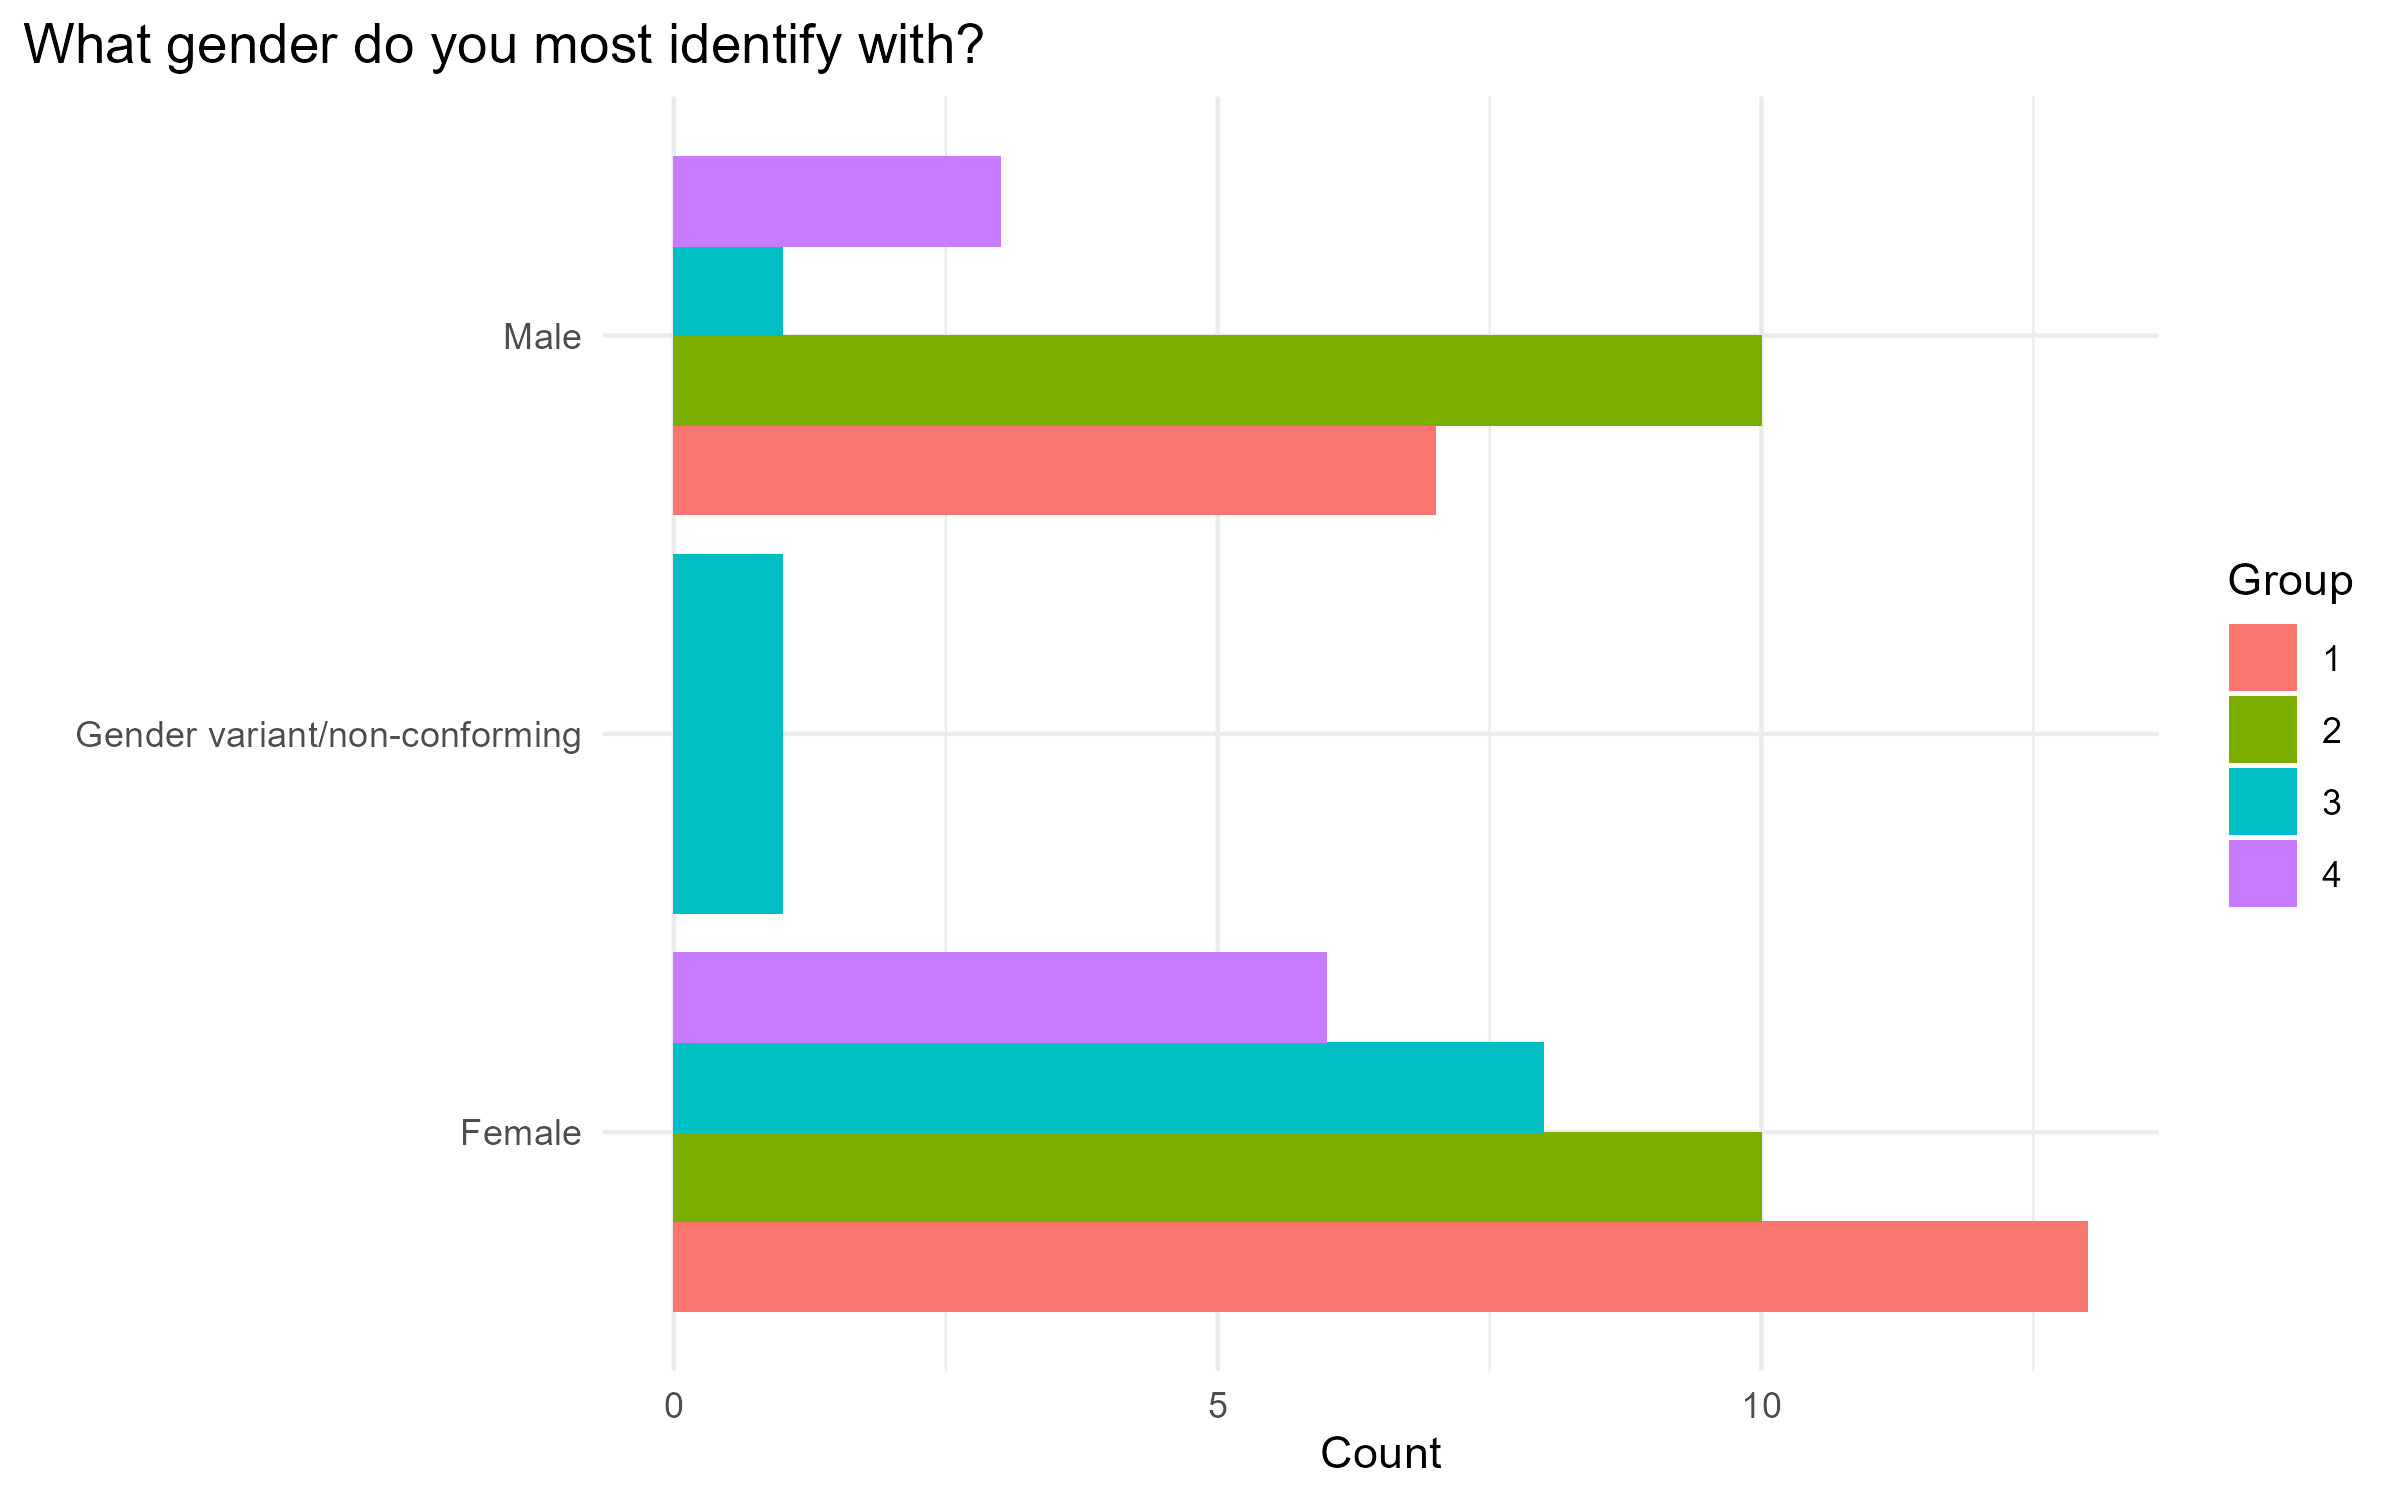 What gender do you most identify with?
Male
Gender variant/non-conforming
Female
0 5 10
Count
Group
1
2
3
4